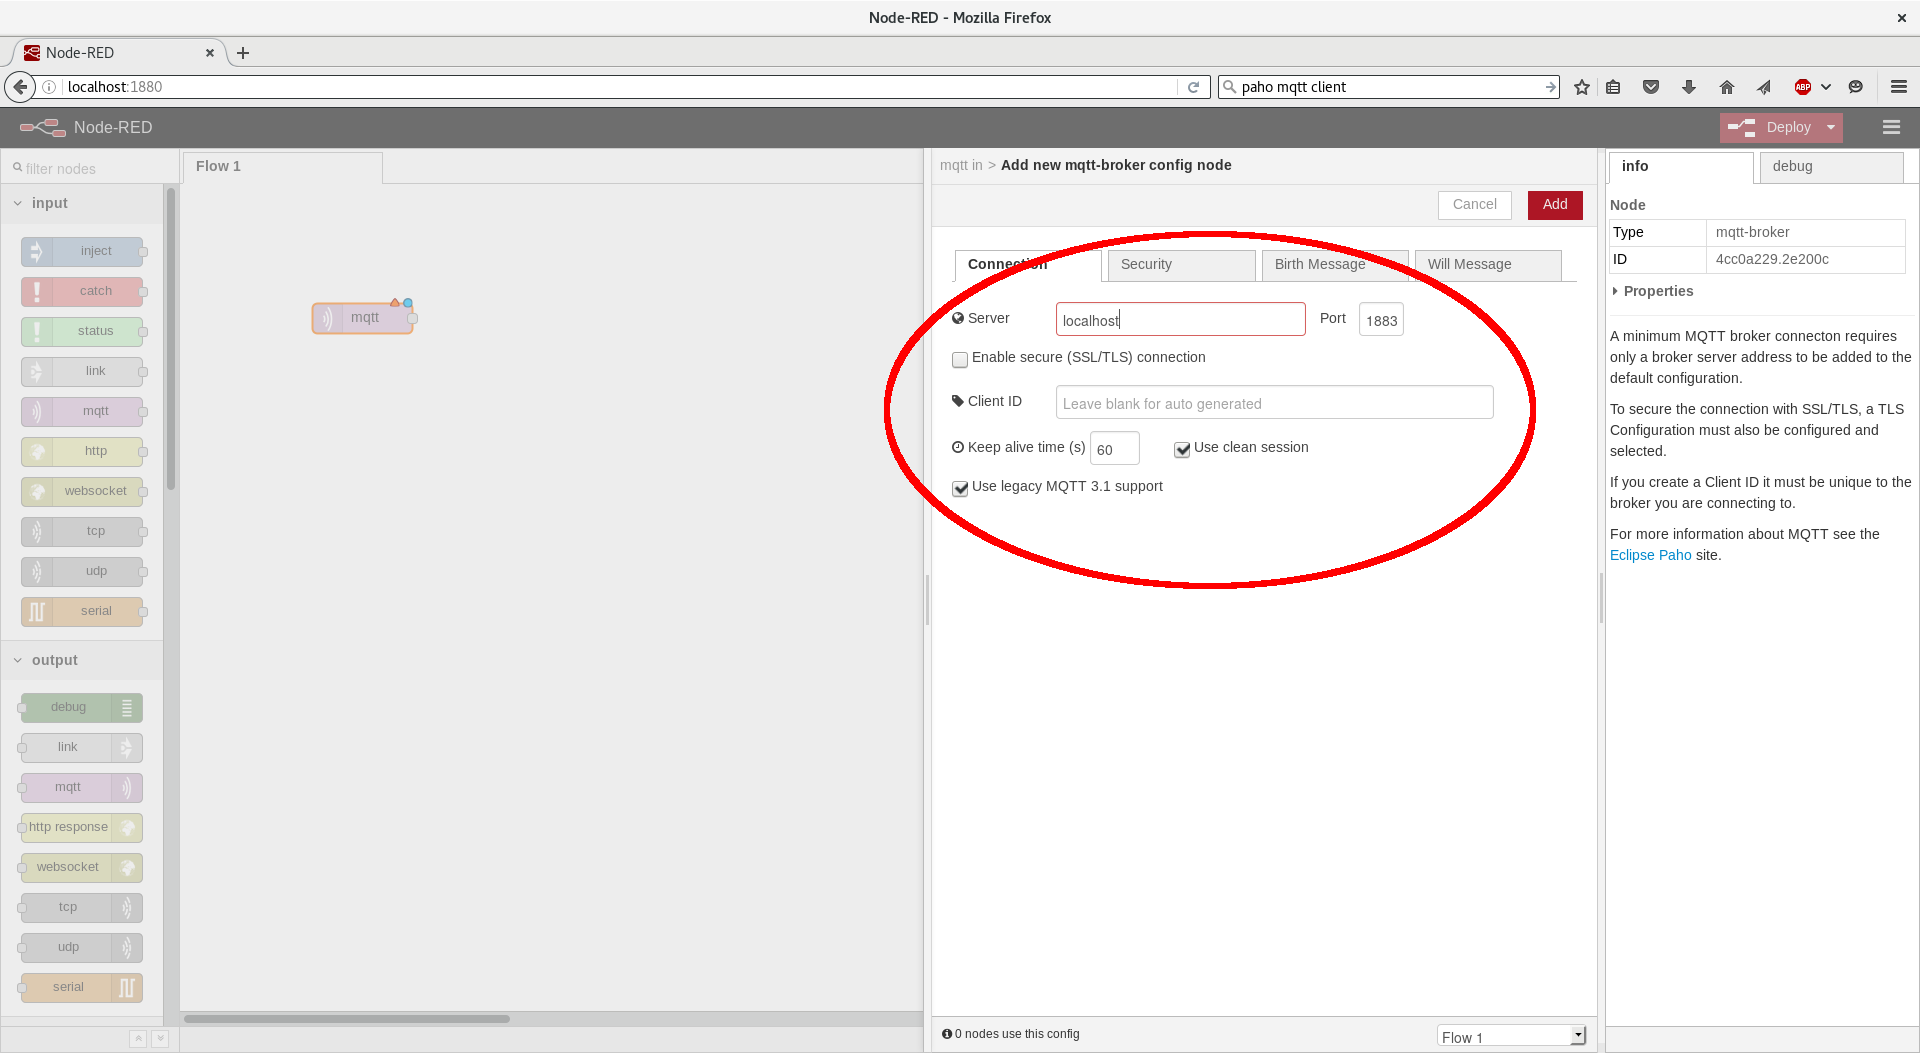 Node-RED - Mozilla Firefox
Node-RED
localhost:1880
paho mqtt client
ABP
Node-RED
Deploy
filter nodes
input
inject
catch
status
link
mqtt
http
websocket
tcp
udp
serial
output
debug
link
mqtt
http response
websocket
tcp
udp
serial
Flow 1
mqtt
mqtt in > Add new mqtt-broker config node
Cancel
Add
Connection
Security
Birth Message
Will Message
Server
localhost
Port
1883
Enable secure (SSL/TLS) connection
Client ID
Leave blank for auto generated
Keep alive time (s)
60
Use clean session
Use legacy MQTT 3.1 support
0 nodes use this config
Flow 1
info
debug
Node
Type
mqtt-broker
ID
4cc0a229.2e200c
Properties
A minimum MQTT broker connecton requires
only a broker server address to be added to the
default configuration.
To secure the connection with SSL/TLS, a TLS
Configuration must also be configured and
selected.
If you create a Client ID it must be unique to the
broker you are connecting to.
For more information about MQTT see the
Eclipse Paho site.